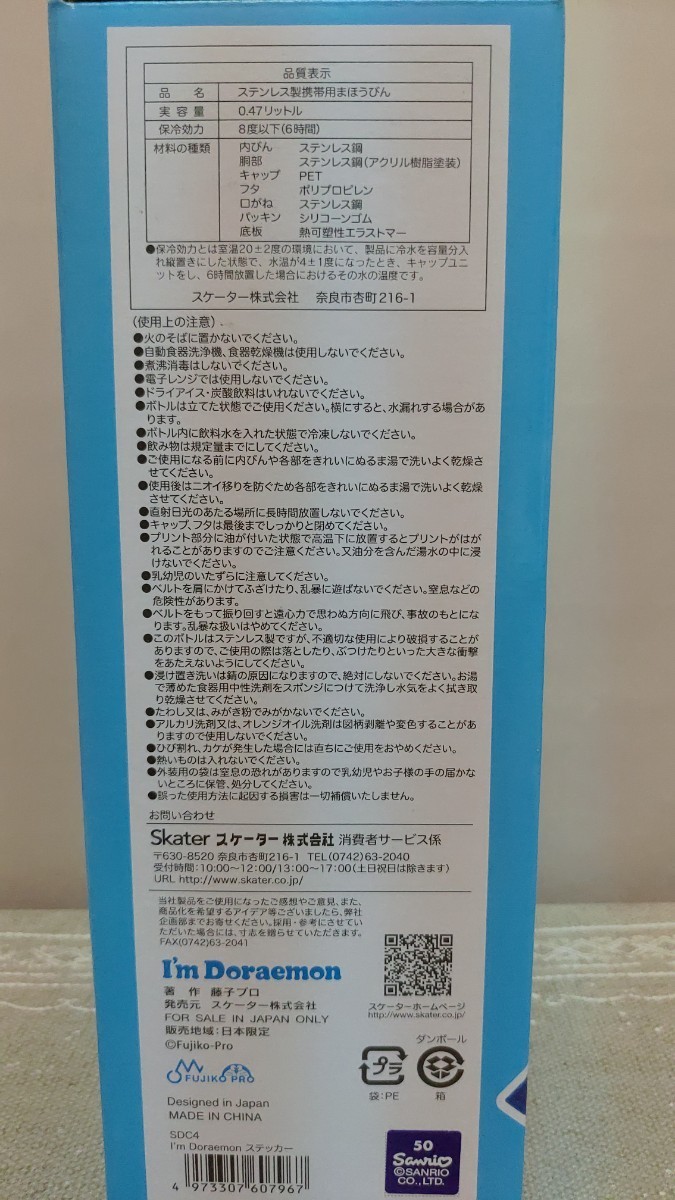 品質表示
品 名 ステンレス製携帯用まほうびん
実容量 0.47リットル
保冷効力 8度以下(6時間)
材料の種類 内びん ステンレス鋼
胴部 ステンレス鋼(アクリル樹脂塗装)
キャップ PET
フタ ポリプロピレン
口がね ステンレス鋼
パッキン シリコーンゴム
底板 熱可塑性エラストマー
●保冷効力とは室温20±2度の環境において、製品に冷水を容量分入
れ縦置きにした状態で、水温が4±1度になったとき、キャップユニ
ットをし、6時間放置した場合におけるその水の温度です。
スケーター株式会社 奈良市杏町216-1
(使用上の注意)
●火のそばに置かないでください。
●自動食器洗浄機、食器乾燥機は使用しないでください。
●煮沸消毒はしないでください。
●電子レンジでは使用しないでください。
●ドライアイス・炭酸飲料はいれないでください。
●ボトルは立てた状態でご使用ください。横にすると、水漏れする場合があ
ります。
●ボトル内に飲料水を入れた状態で冷凍しないでください。
●飲み物は規定量までにしてください。
●ご使用になる前に内びんや各部をきれいにぬるま湯で洗いよく乾燥さ
せてください。
●使用後はニオイ移りを防ぐため各部をきれいにぬるま湯で洗いよく乾燥
させてください。
●直射日光のあたる場所に長時間放置しないでください。
●キャップ、フタは最後までしっかりと閉めてください。
●プリント部分に油が付いた状態で高温下に放置するとプリントがはが
れることがありますのでご注意ください。又油分を含んだ湯水の中に浸
けないでください。
●乳幼児のいたずらに注意してください。
●ベルトを肩にかけてふざけたり、乱暴に遊ばないでください。窒息などの
危険性があります。
●ベルトをもって振り回すと遠心力で思わぬ方向に飛び、事故のもとにな
ります。乱暴な扱いはやめてください。
●このボトルはステンレス製ですが、不適切な使用により破損することが
ありますので、ご使用の際は落としたり、ぶつけたりといった大きな衝撃
をあたえないようにしてください。
●浸け置き洗いは錆の原因になりますので、絶対にしないでください。お湯
で薄めた食器用中性洗剤をスポンジにつけて洗浄し水気をよく拭き取
り乾燥させてください。
●たわし又は、みがき粉でみがかないでください。
●アルカリ洗剤又は、オレンジオイル洗剤は図柄剥離や変色することがあ
りますので使用しないでください。
●ひび割れ、カケが発生した場合には直ちにご使用をおやめください。
●熱いものは入れないでください。
●外装用の袋は窒息の恐れがありますので乳幼児やお子様の手の届かな
いところに保管、処分してください。
●誤った使用方法に起因する損害は一切補償いたしません。
お問い合わせ
Skater スケーター株式会社 消費者サービス係
〒630-8520 奈良市杏町216-1 TEL(0742)63-2040
受付時間:10:00〜12:00/13:00〜17:00(土日祝日は除きます)
URL http://www.skater.co.jp/
当社製品をご使用になったご感想やご意見、また、
商品化を希望するアイデア等ございましたら、弊社
企画部までお寄せください。採用・参考にさせてい
ただいた場合には、寸志を贈らせていただきます。
FAX(0742)63-2041
I'm Doraemon
著 作 藤子プロ
発売元 スケーター株式会社
FOR SALE IN JAPAN ONLY
販売地域:日本限定
©Fujiko-Pro
FUJIKO PRO
スケーターホームページ
http://www.skater.co.jp/
ダンボール
プラ
袋:PE
箱
Designed in Japan
MADE IN CHINA
SDC4
I'm Doraemon ステッカー
4 973307 607967
50
Sanrio
©SANRIO
CO., LTD.